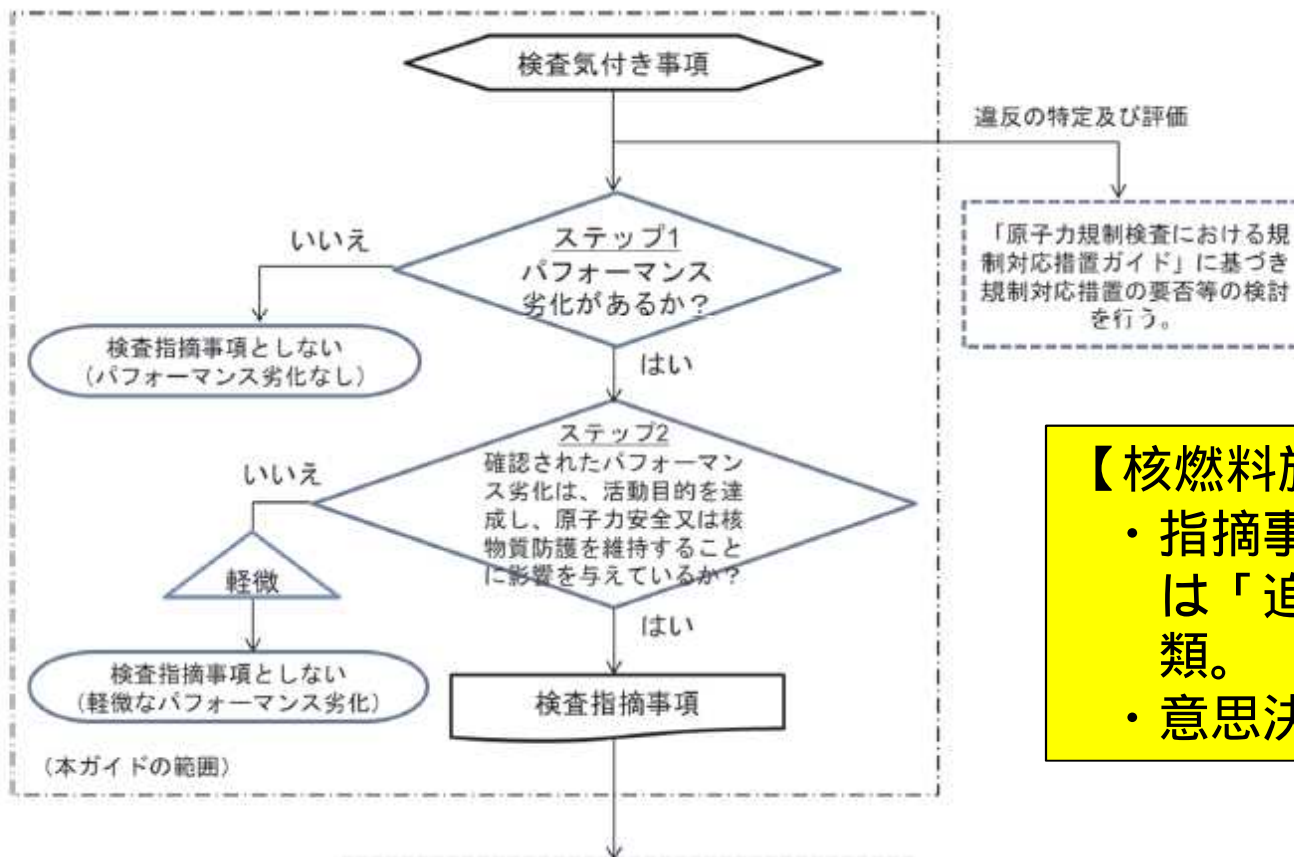 検査気付き事項
違反の特定及び評価
「原子力規制検査における規
制対応措置ガイド」に基づき
規制対応措置の要否等の検討
を行う。
いいえ
ステップ1
パフォーマンス
劣化があるか？
検査指摘事項としない
（パフォーマンス劣化なし）
はい
いいえ
ステップ2
確認されたパフォーマン
ス劣化は、活動目的を達
成し、原子力安全又は核
物質防護を維持すること
に影響を与えているか？
軽微
はい
検査指摘事項としない
（軽微なパフォーマンス劣化）
検査指摘事項
（本ガイドの範囲）
【核燃料
・指摘事
は「追
類。
・意思決